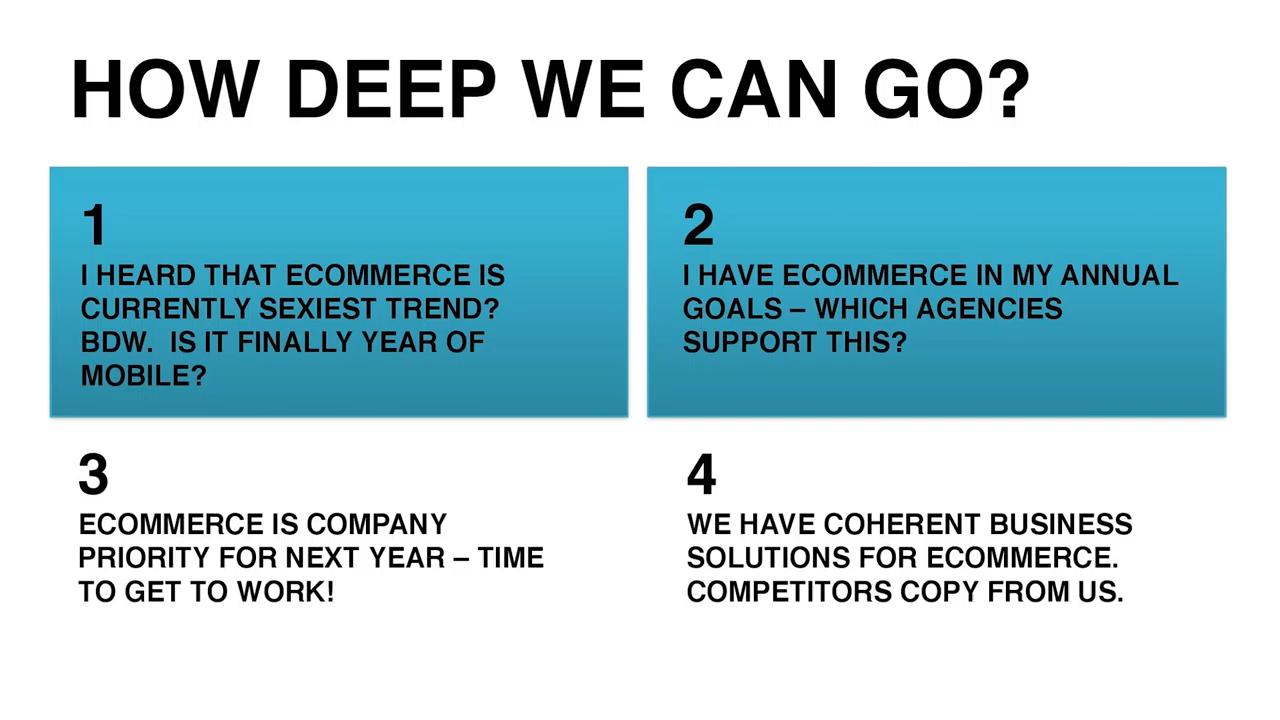 HOW DEEP WE CAN GO?
1
I HEARD THAT ECOMMERCE IS
CURRENTLY SEXIEST TREND?
BDW.  IS IT FINALLY YEAR OF
MOBILE?
2
I HAVE ECOMMERCE IN MY ANNUAL
GOALS – WHICH AGENCIES
SUPPORT THIS?
3
ECOMMERCE IS COMPANY
PRIORITY FOR NEXT YEAR – TIME
TO GET TO WORK!
4
WE HAVE COHERENT BUSINESS
SOLUTIONS FOR ECOMMERCE.
COMPETITORS COPY FROM US.